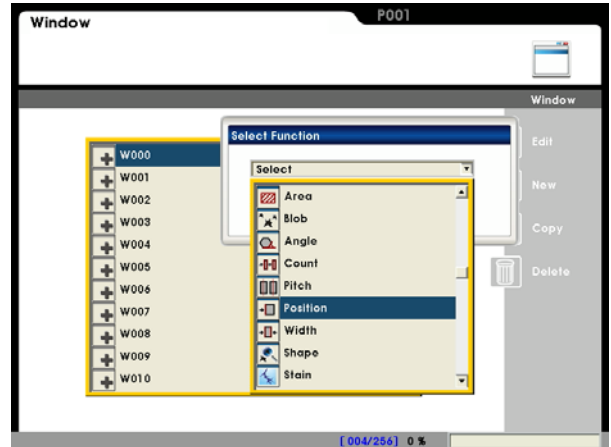 Window
P001
Window
Select Function
Edit
W000
Select
W001
New
Area
W002
Blob
W003
Copy
Angle
W004
Count
W005
Delete
Pitch
W006
Position
W007
Width
W008
Shape
W009
Stain
W010
[004/256] 0 %